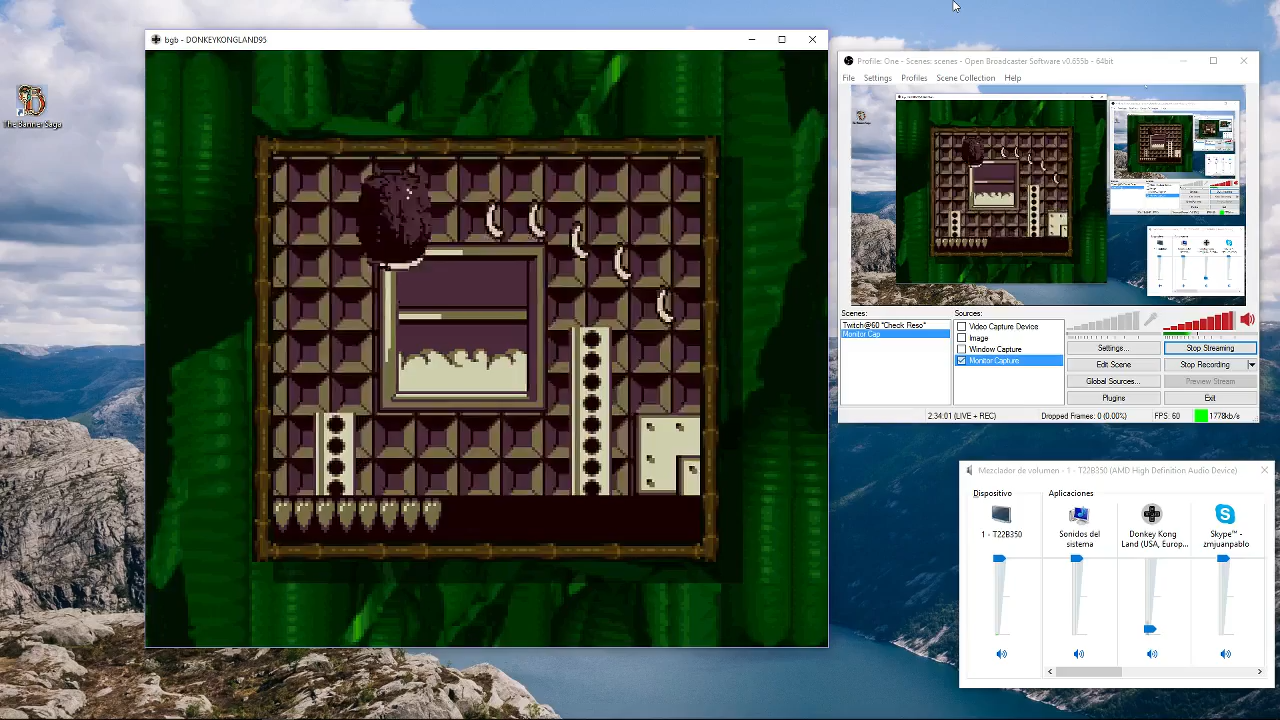 bgb - DONKEYKONGLAND95
The Banner Saga
Profile: One - Scenes: scenes - Open Broadcaster Software v0.655b - 64bit
File Settings Profiles Scene Collection Help
Scenes:
Twtch@60 "Check Reso"
Monitor Cap
Sources:
Video Capture Device
Image
Window Capture
Monitor Capture
Settings...
Stop Streaming
Edit Scene
Stop Recording
Global Sources...
Preview Stream
Plugins
Exit
2:34:01 (LIVE + REC)
Dropped Frames: 0 (0.00%)
FPS: 60
1778kb/s
Mezclador de volumen - 1 - T22B350 (AMD High Definition Audio Device)
Dispositivo
Aplicaciones
1 - T22B350
Sonidos del
sistema
Donkey Kong
Land (USA, Europ...
Skype™ -
zmjuanpablo